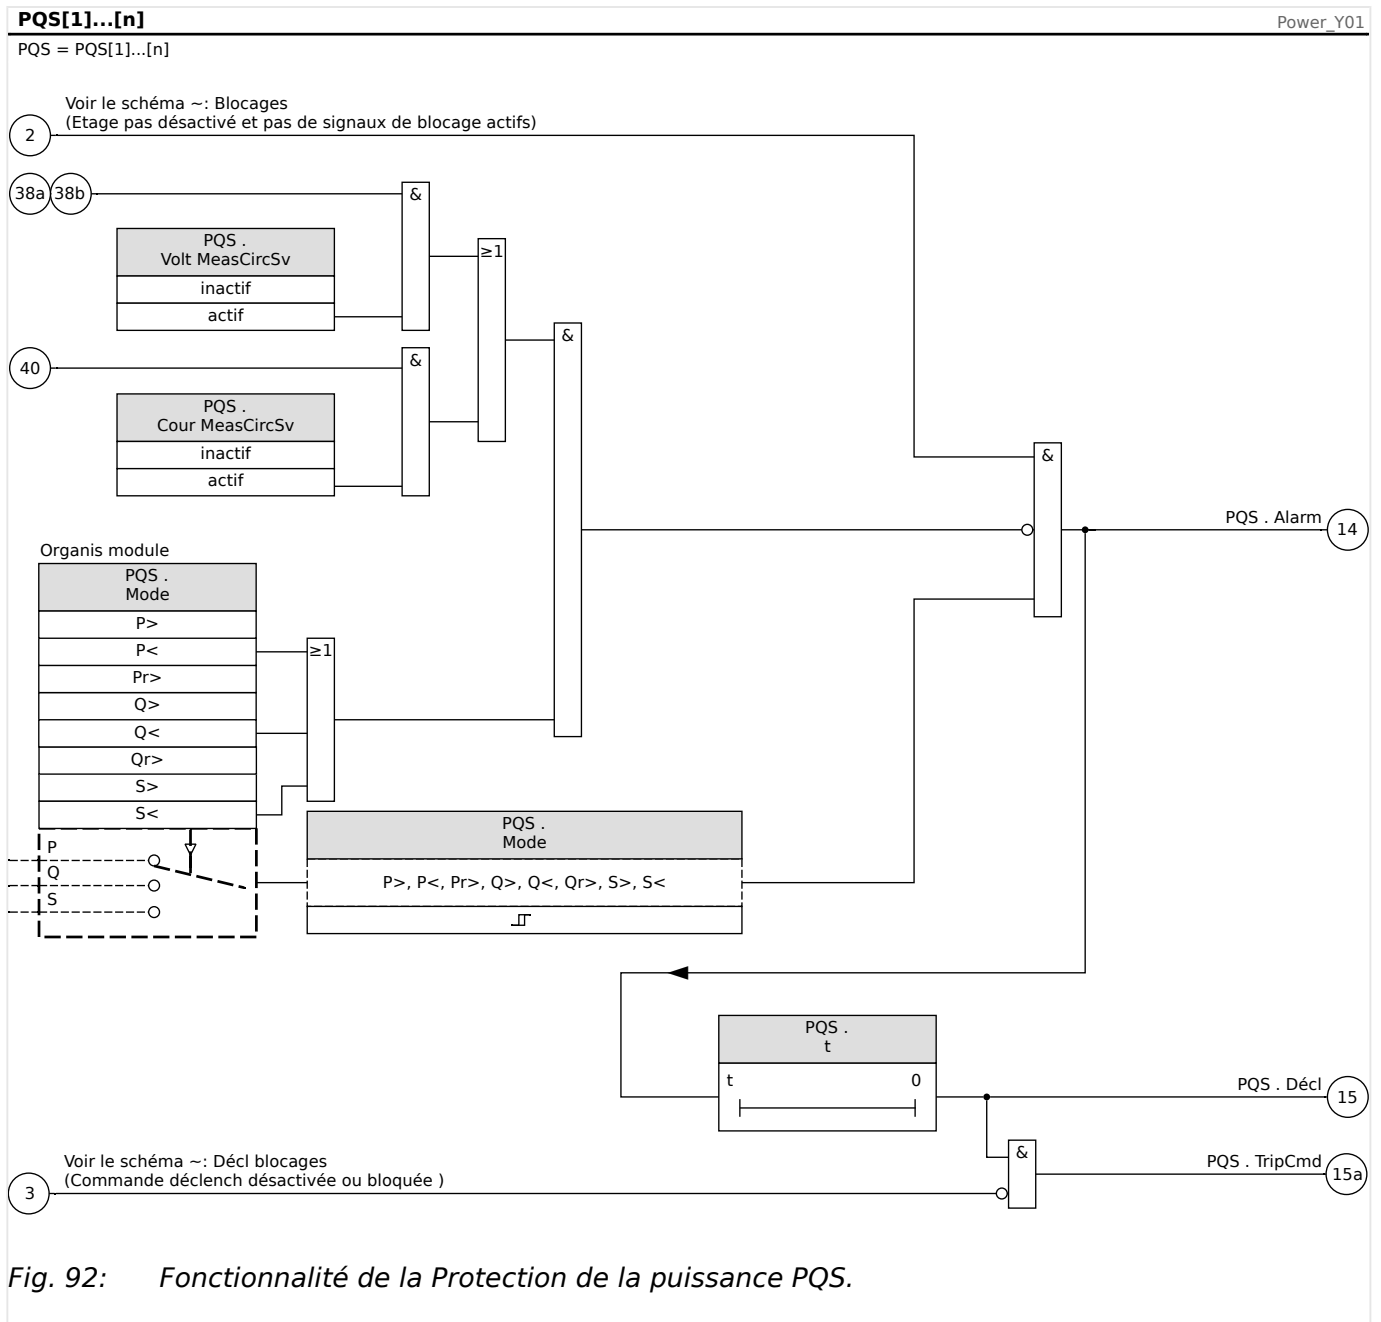 PQS[1]...[n]
Power_Y01
PQS = PQS[1]...[n]
Voir le schéma ~: Blocages
(Etage pas désactivé et pas de signaux de blocage actifs)
2
38a 38b
&
PQS .
Volt MeasCircSv
inactif
actif
≥1
&
40
&
PQS .
Cour MeasCircSv
inactif
actif
&
PQS . Alarm
14
Organis module
PQS .
Mode
P>
P<
Pr>
Q>
Q<
Qr>
S>
S<
≥1
P
Q
S
PQS .
Mode
P>, P<, Pr>, Q>, Q<, Qr>, S>, S<
PQS .
t
t 0
PQS . Décl
15
Voir le schéma ~: Décl blocages
(Commande déclench désactivée ou bloquée )
3
&
PQS . TripCmd
15a
Fig. 92: Fonctionnalité de la Protection de la puissance PQS.